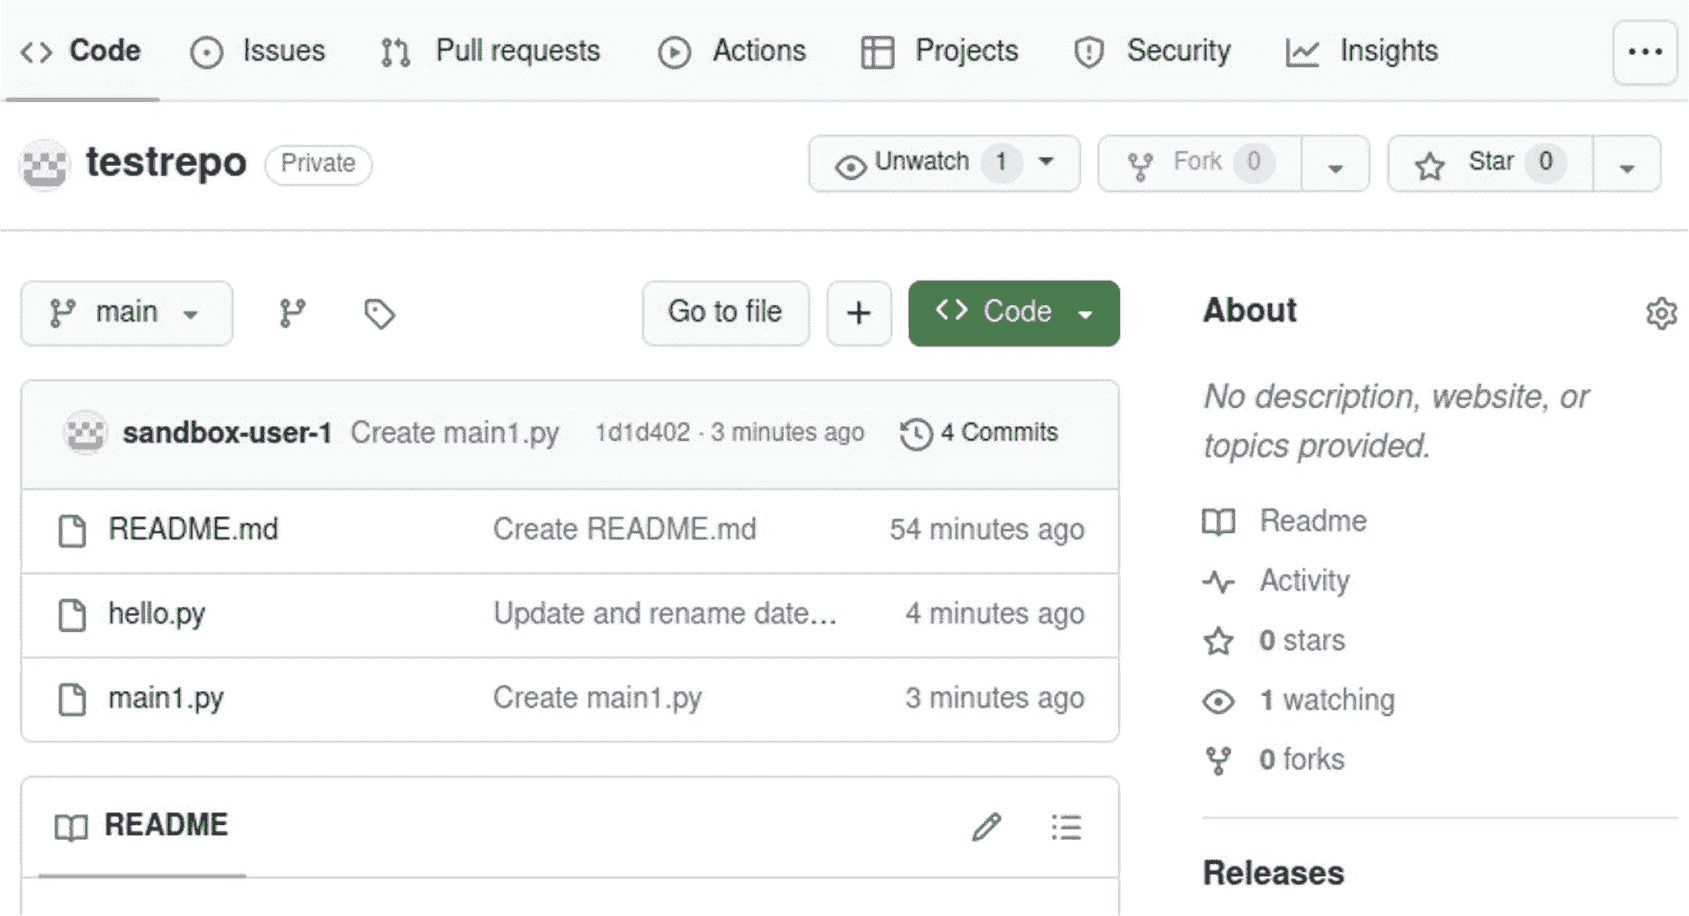 Code Issues Pull requests Actions Projects Security Insights
testrepo Private Unwatch 1 Fork 0 Star 0
main Go to file + Code
sandbox-user-1 Create main1.py 1d1d402 · 3 minutes ago 4 Commits
README.md Create README.md 54 minutes ago
hello.py Update and rename date... 4 minutes ago
main1.py Create main1.py 3 minutes ago
README
About
No description, website, or
topics provided.
Readme
Activity
0 stars
1 watching
0 forks
Releases